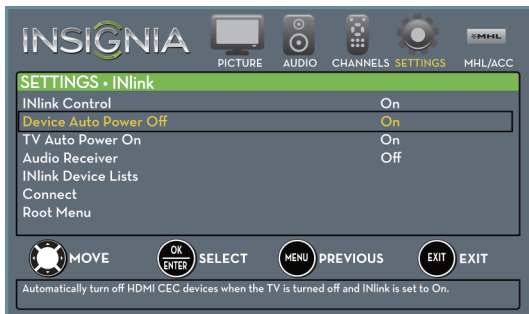 INSIGNIA
PICTURE AUDIO CHANNELS SETTINGS MHL MHL/ACC
SETTINGS • INlink
INlink Control On
Device Auto Power Off On
TV Auto Power On On
Audio Receiver Off
INlink Device Lists
Connect
Root Menu
MOVE OK ENTER SELECT MENU PREVIOUS EXIT EXIT
Automatically turn off HDMI CEC devices when the TV is turned off and INlink is set to On.